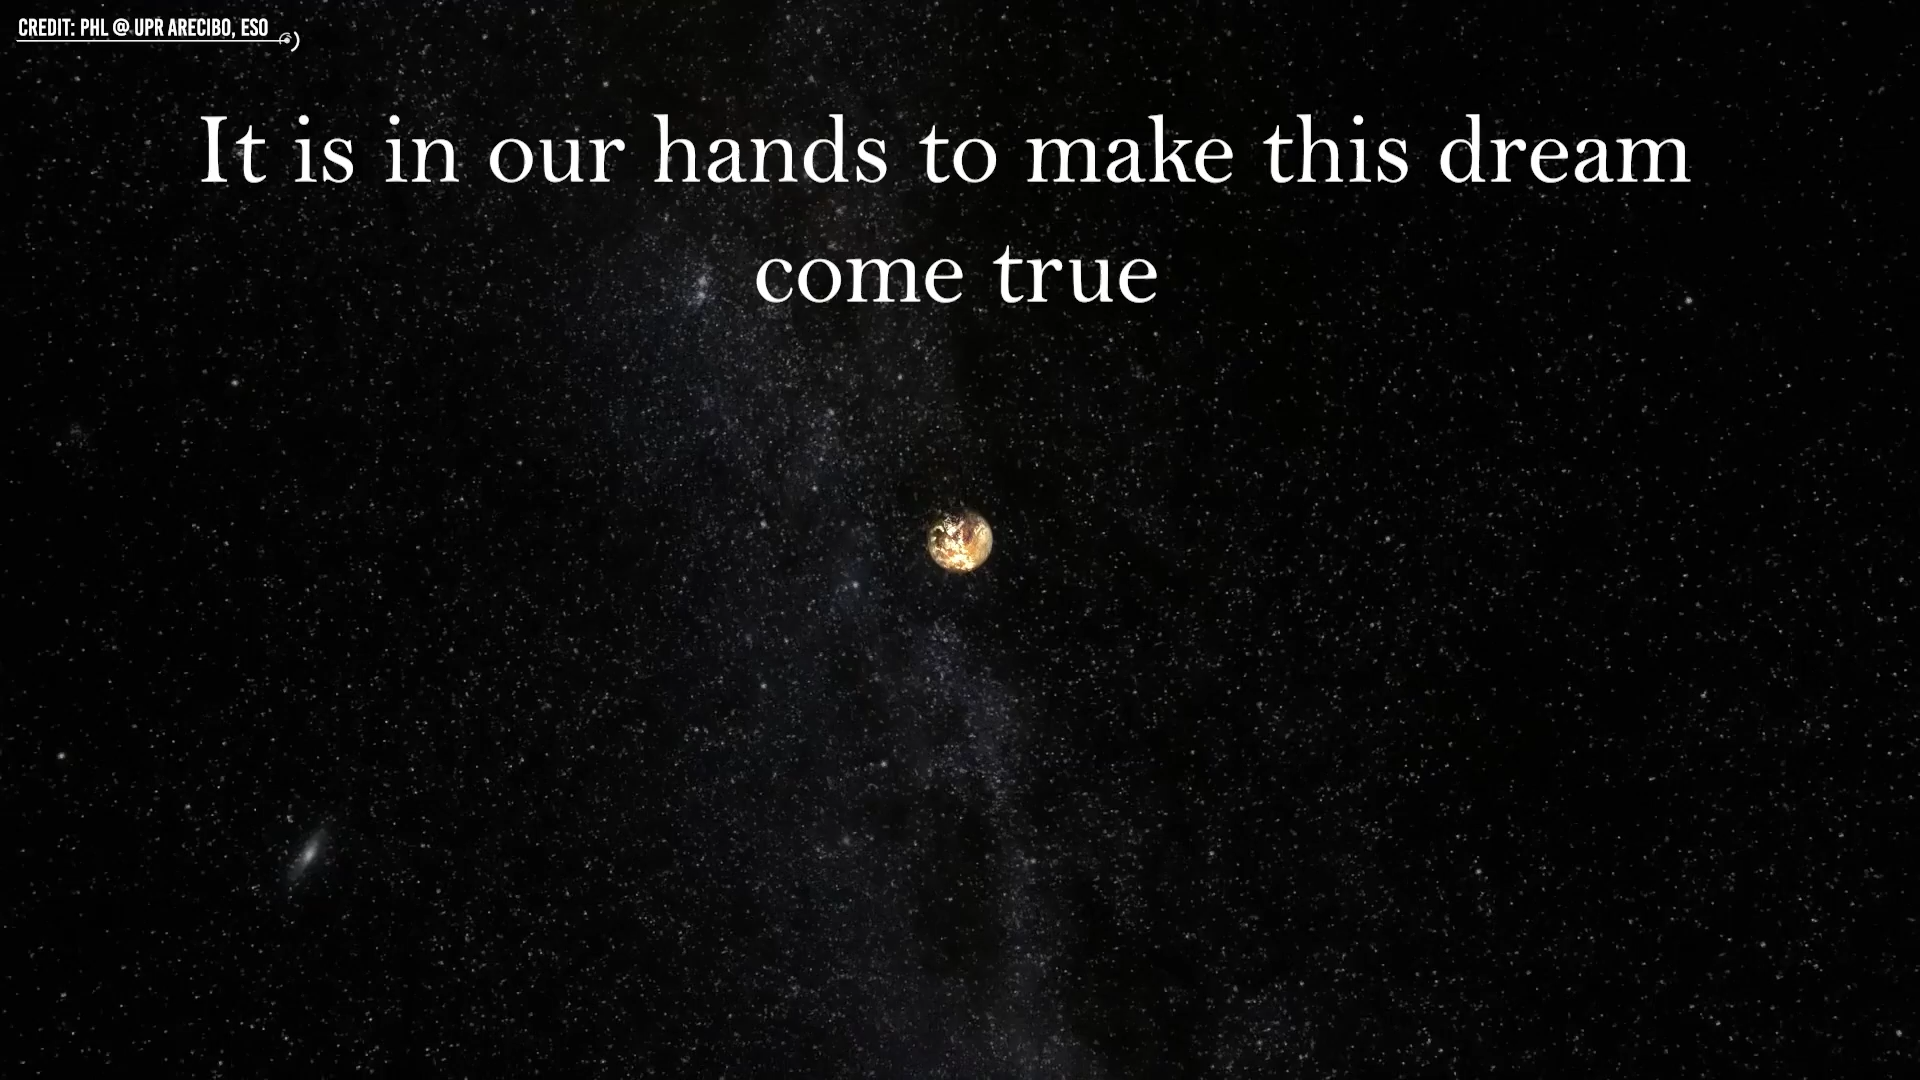 CREDIT: PHL @ UPR ARECIBO, ESO
It is in our hands to make this dream
come true